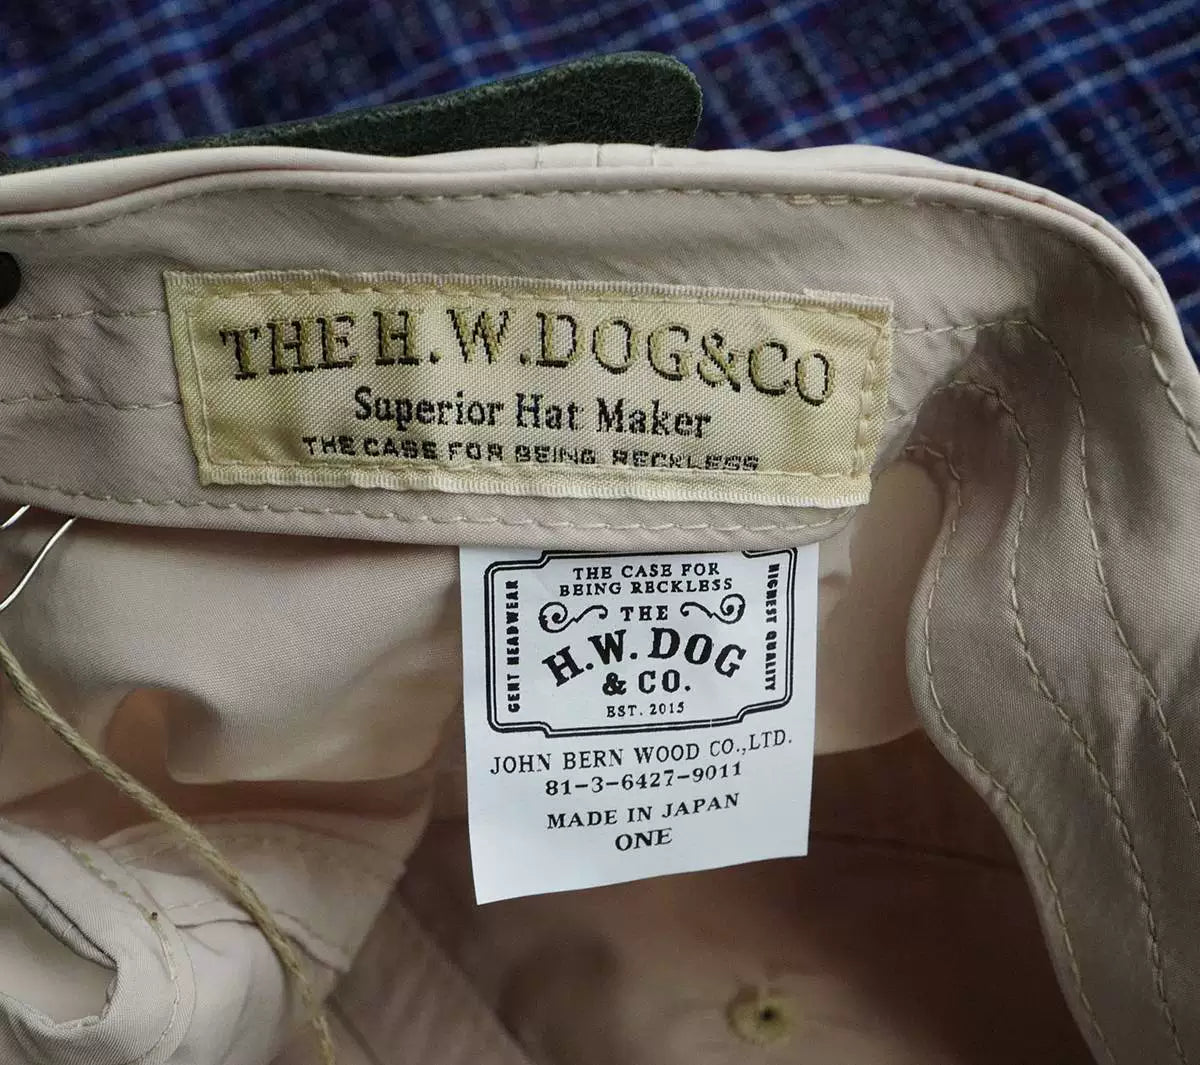 THE H.W.DOG&CO
Superior Hat Maker
THE CASE FOR BEING RECKLESS
THE CASE FOR
BEING RECKLESS
GENT HEADWEAR
HIGHEST QUALITY
THE
H.W. DOG
& CO.
EST. 2015
JOHN BERN WOOD CO.,LTD.
81-3-6427-9011
MADE IN JAPAN
ONE